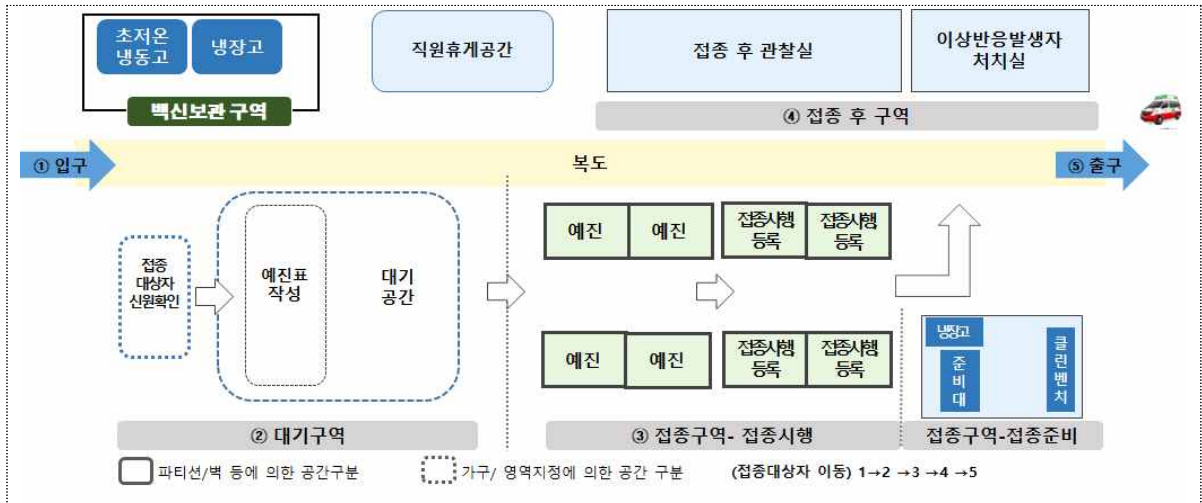 초저온
냉동고
냉장고
백신보관 구역
직원휴게공간
접종 후 관찰실
이상반응발생자
처치실
④ 접종 후 구역
① 입구
복도
⑤ 출구
접종
대상자
신원확인
예진표
작성
대기
공간
예진
예진
접종시행
등록
접종시행
등록
예진
예진
접종시행
등록
접종시행
등록
냉장고
준
비
대
클
린
벤
치
② 대기구역
③ 접종구역- 접종시행
접종구역-접종준비
파티션/벽 등에 의한 공간구분
가구/ 영역지정에 의한 공간 구분
(접종대상자 이동) 1→2 →3 →4 →5